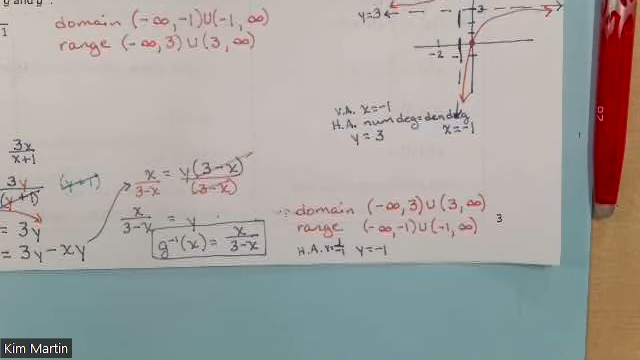 g and g
domain (-∞,-1)∪(-1,∞)
range (-∞,3)∪(3,∞)
y=3
3
-2
V.A. x=-1
H.A. num deg=den deg
y=3
x=-1
3x
x+1
3y
(y+1)
(y+1)
= 3y
= 3y-xy
x = y(3-x)
3-x (3-x)
x = y
3-x
g⁻¹(x) = x
3-x
domain (-∞,3)∪(3,∞)
range (-∞,-1)∪(-1,∞)
H.A. y=1/-1 y=-1
3
Kim Martin